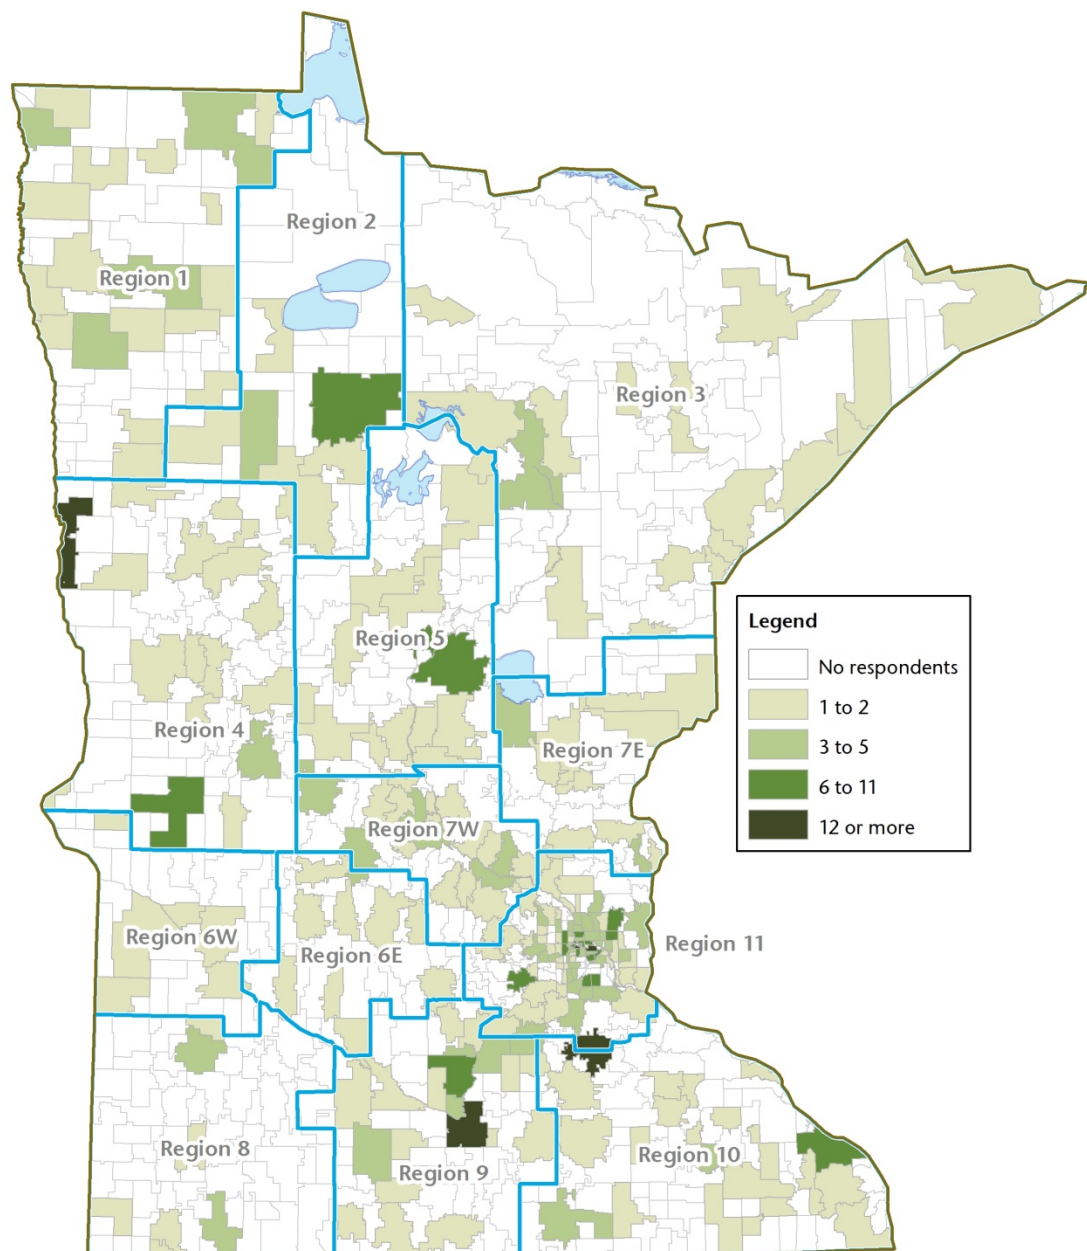 Region 2
Region 1
Region 3
Legend
No respondents
Region 5
1 to 2
Region 4
3 to 5
Region 7E
6 to 11
Region 7W
12 or more
Region 6W
Region 11
Region 6E
Region 8
Region 10
Region 9